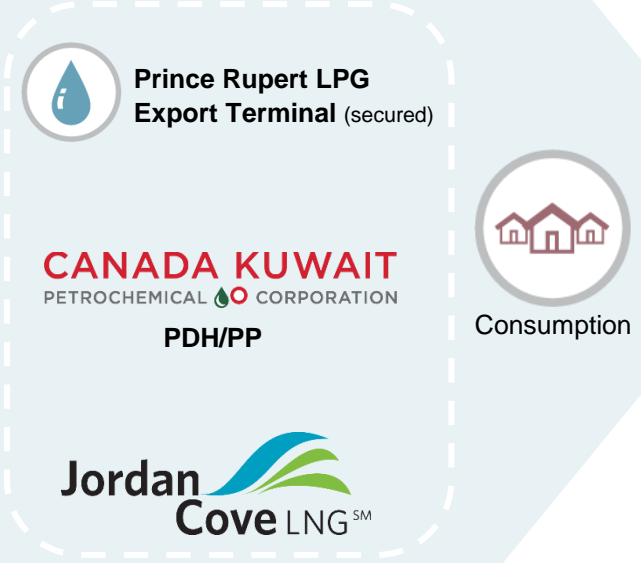 Prince Rupert LPG
Export Terminal (secured)
CANADA KUWAIT
PETROCHEMICAL CORPORATION
PDH/PP
Consumption
Jordan
Cove LNG SM